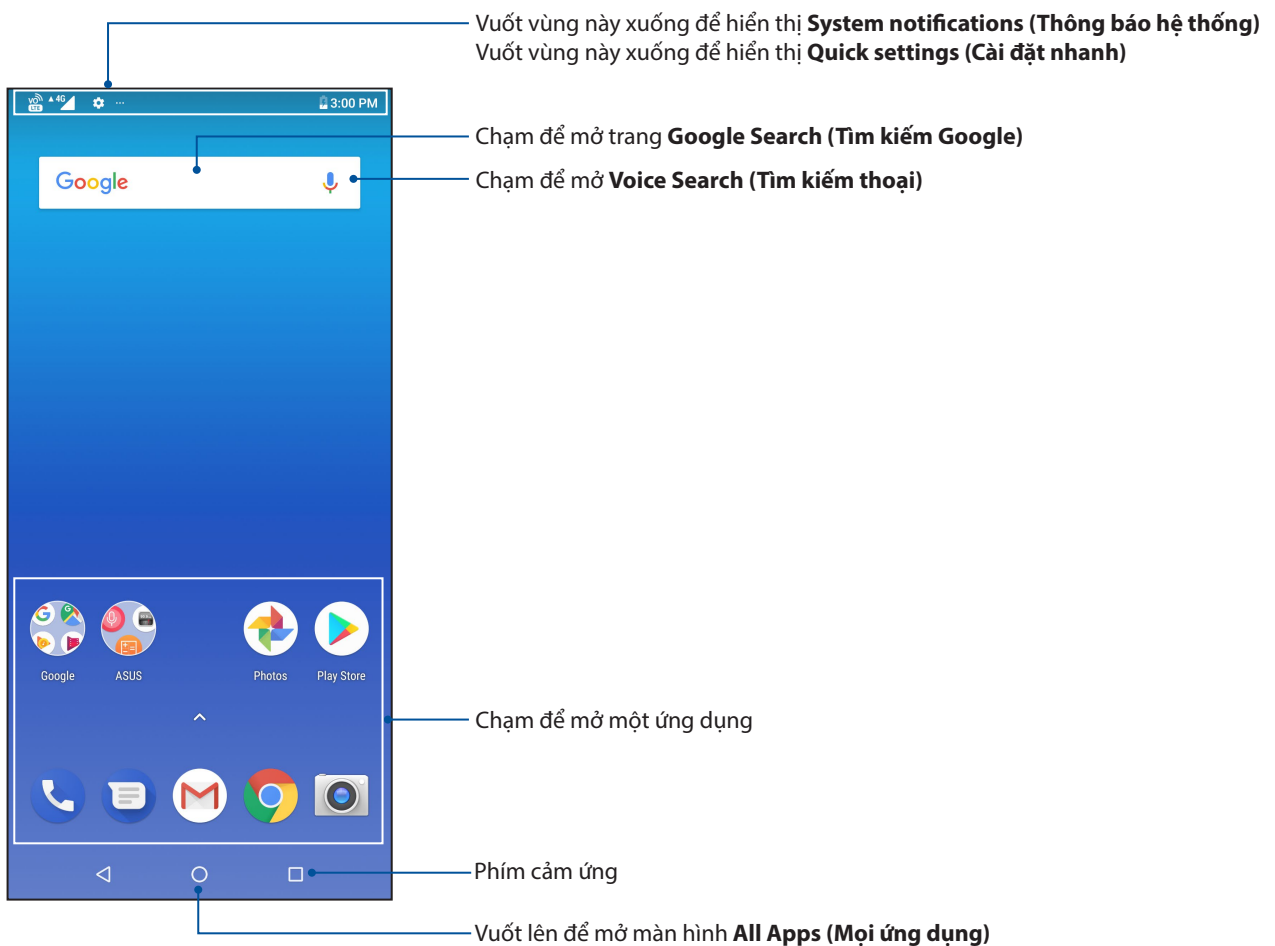 Vuốt vùng này xuống để hiển thị System notifications (Thông báo hệ thống)
Vuốt vùng này xuống để hiển thị Quick settings (Cài đặt nhanh)
VO LTE 4G ... 3:00 PM
Chạm để mở trang Google Search (Tìm kiếm Google)
Google
Chạm để mở Voice Search (Tìm kiếm thoại)
Google ASUS Photos Play Store
Chạm để mở một ứng dụng
Phím cảm ứng
Vuốt lên để mở màn hình All Apps (Mọi ứng dụng)